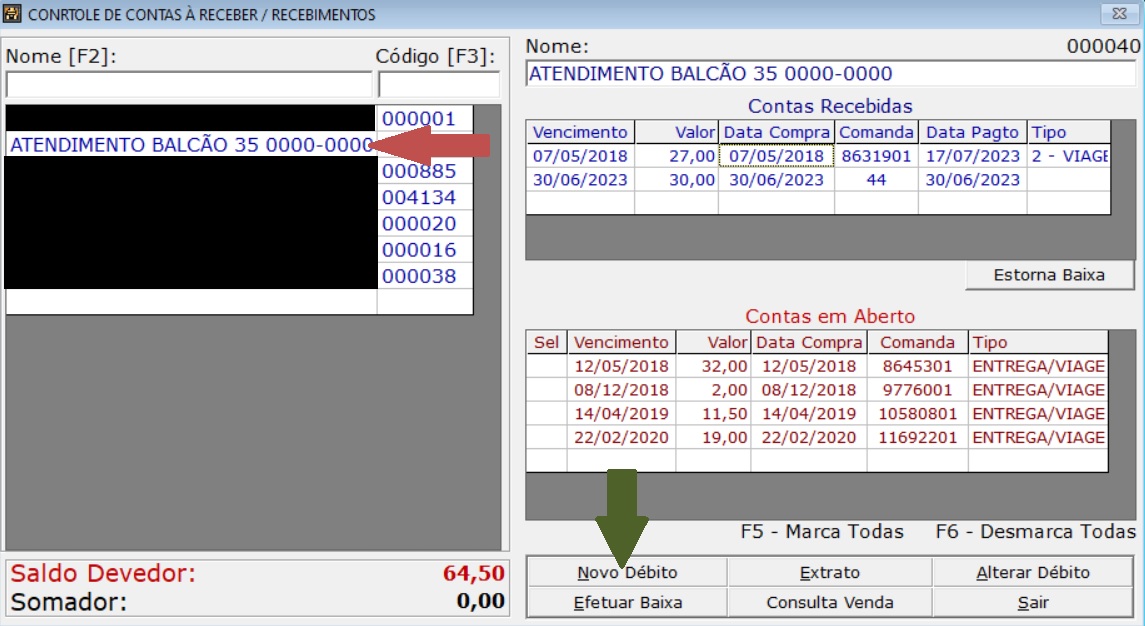 CONRTOLE DE CONTAS À RECEBER / RECEBIMENTOS
Nome [F2]: Código [F3]:
000001
ATENDIMENTO BALCÃO 35 0000-0000
000885
004134
000020
000016
000038
Saldo Devedor: 64,50
Somador: 0,00
Nome: 000040
ATENDIMENTO BALCÃO 35 0000-0000
Contas Recebidas
Vencimento Valor Data Compra Comanda Data Pagto Tipo
07/05/2018 27,00 07/05/2018 8631901 17/07/2023 2 - VIAGE
30/06/2023 30,00 30/06/2023 44 30/06/2023
Estorna Baixa
Contas em Aberto
Sel Vencimento Valor Data Compra Comanda Tipo
12/05/2018 32,00 12/05/2018 8645301 ENTREGA/VIAGE
08/12/2018 2,00 08/12/2018 9776001 ENTREGA/VIAGE
14/04/2019 11,50 14/04/2019 10580801 ENTREGA/VIAGE
22/02/2020 19,00 22/02/2020 11692201 ENTREGA/VIAGE
F5 - Marca Todas F6 - Desmarca Todas
Novo Débito Extrato Alterar Débito
Efetuar Baixa Consulta Venda Sair